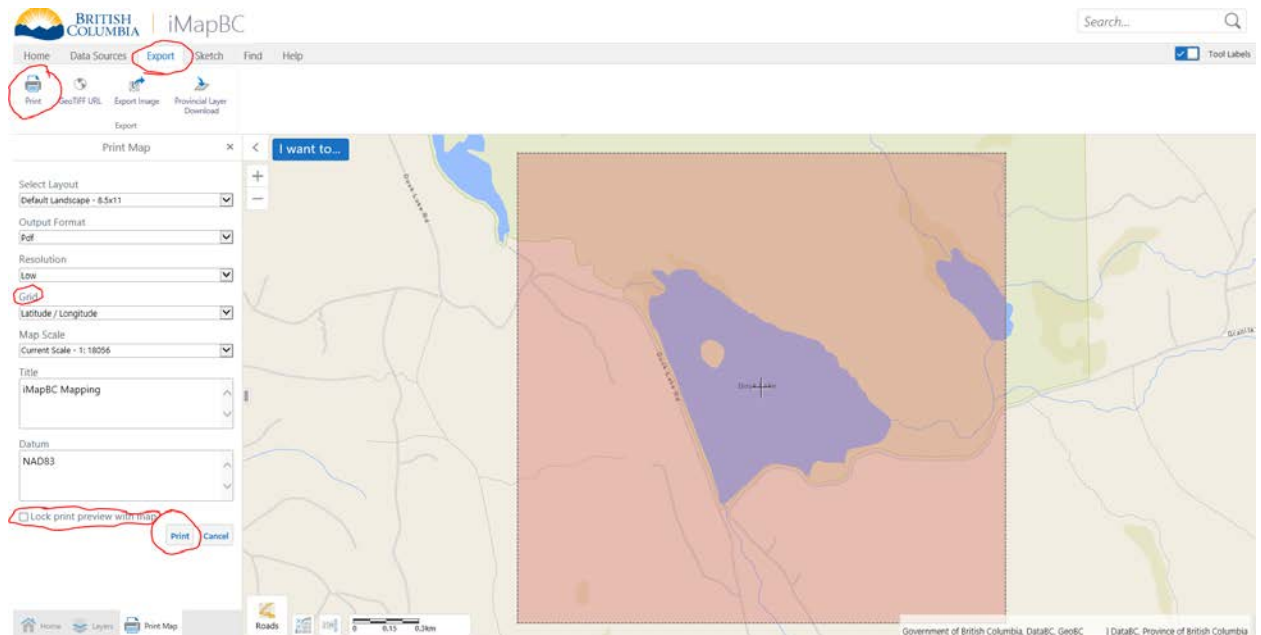 BRITISH
COLUMBIA
iMapBC
Search...
Home Data Sources Export Sketch Find Help
Tool Labels
Print GeoTIFF URL Export Image Provincial Layer
Download
Export
Print Map
I want to...
Select Layout
Default Landscape - 8.5x11
Output Format
Pdf
Resolution
Low
Grid
Latitude / Longitude
Map Scale
Current Scale - 1: 18056
Title
iMapBC Mapping
Datum
NAD83
Lock print preview with map
Print Cancel
Home Layers Print Map
Roads
0 0.15 0.3km
Government of British Columbia, DataBC, GeoBC | DataBC, Province of British Columbia